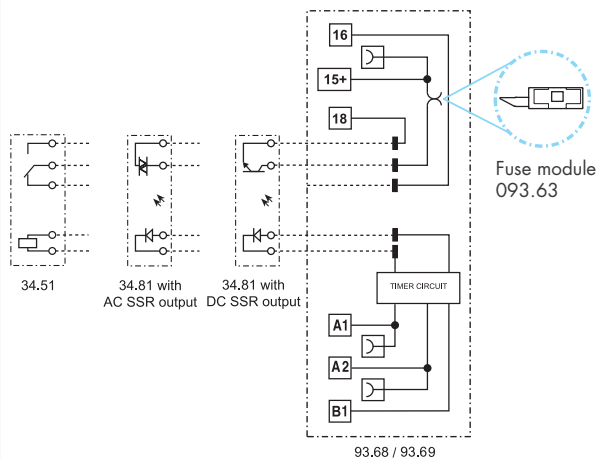 16
15+
18
Fuse module
093.63
34.51
34.81 with
AC SSR output
34.81 with
DC SSR output
TIMER CIRCUIT
A1
A2
B1
93.68 / 93.69